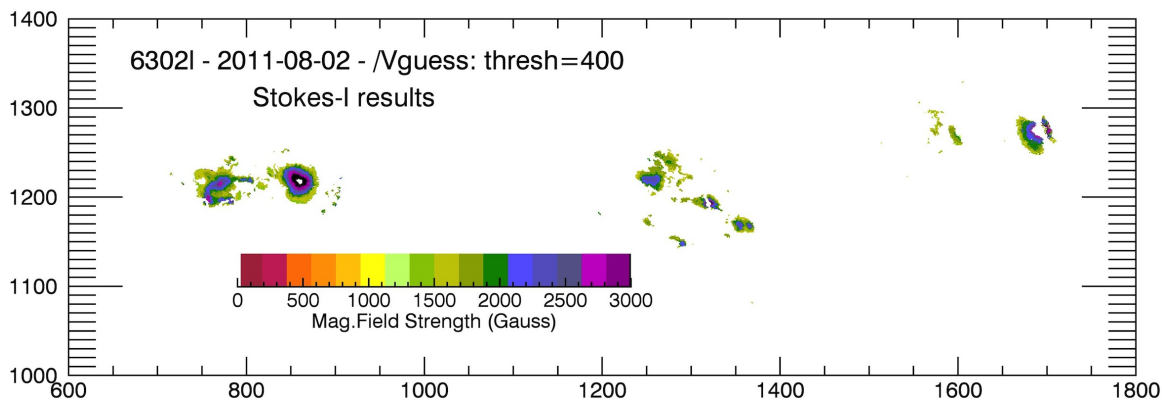 1400
6302l - 2011-08-02 - /Vguess: thresh=400
Stokes-I results
1300
1200
1100
0 500 1000 1500 2000 2500 3000
Mag.Field Strength (Gauss)
1000
600 800 1000 1200 1400 1600 1800